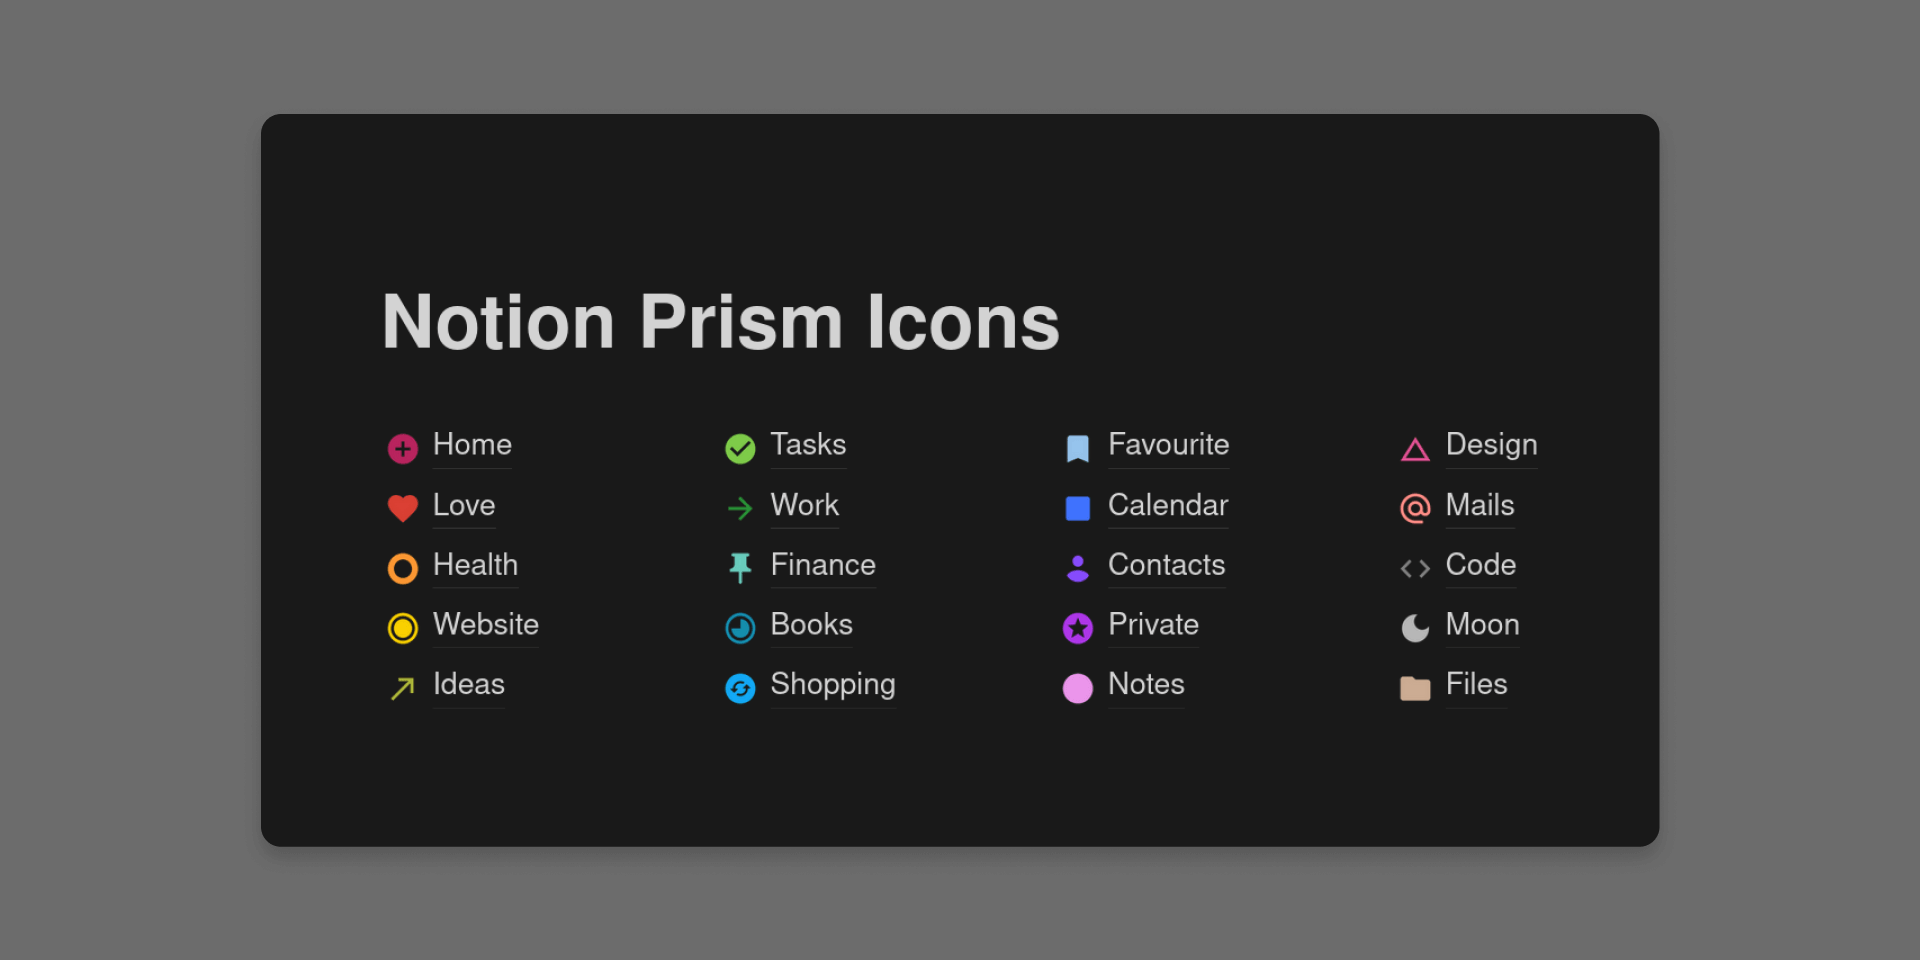 Notion Prism Icons
Home
Love
Health
Website
Ideas
Tasks
Work
Finance
Books
Shopping
Favourite
Calendar
Contacts
Private
Notes
Design
Mails
Code
Moon
Files